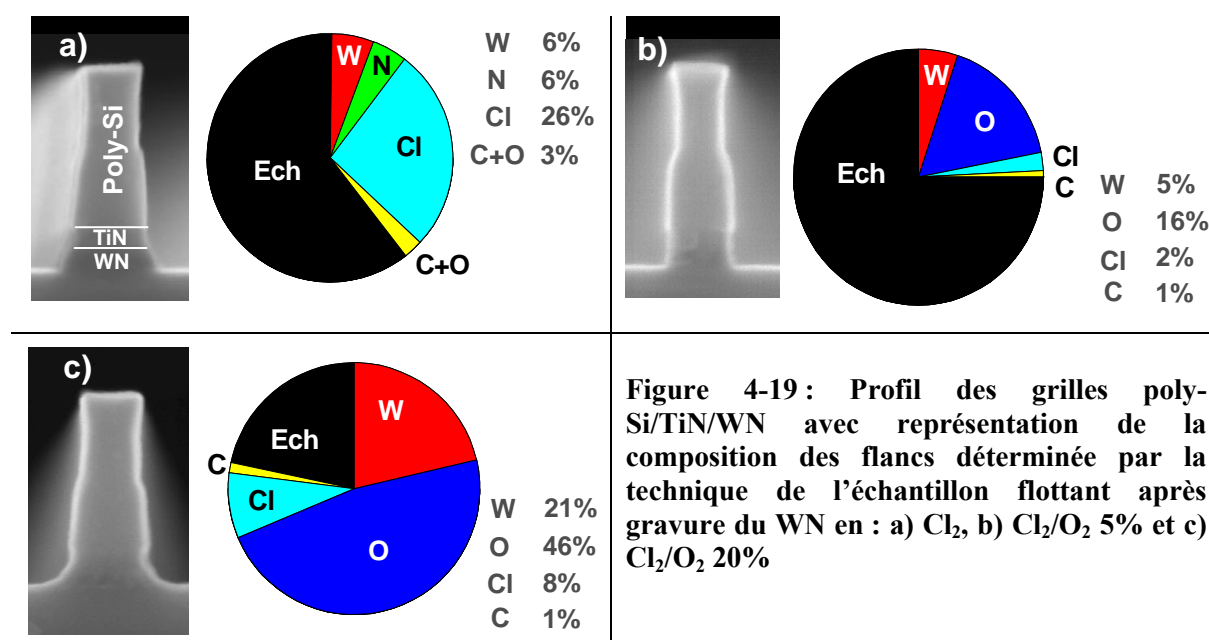 a)
Poly-Si
TiN
WN
W
N
Cl
C+O
Ech
W 6%
N 6%
Cl 26%
C+O 3%
b)
W
O
Cl
C
Ech
W 5%
O 16%
Cl 2%
C 1%
c)
W
O
Cl
C
Ech
W 21%
O 46%
Cl 8%
C 1%
Figure 4-19 : Profil des grilles poly-
Si/TiN/WN avec représentation de la
composition des flancs déterminée par la
technique de l’échantillon flottant après
gravure du WN en : a) Cl₂, b) Cl₂/O₂ 5% et c)
Cl₂/O₂ 20%